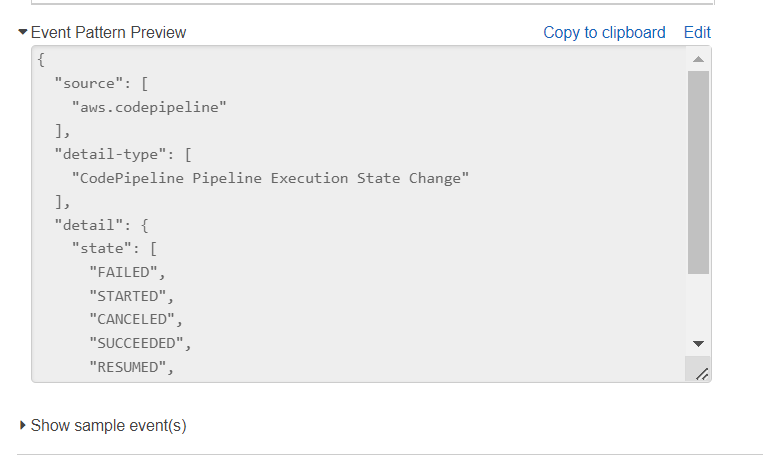 Event Pattern Preview Copy to clipboard Edit
{
  "source": [
    "aws.codepipeline"
  ],
  "detail-type": [
    "CodePipeline Pipeline Execution State Change"
  ],
  "detail": {
    "state": [
      "FAILED",
      "STARTED",
      "CANCELED",
      "SUCCEEDED",
      "RESUMED",
Show sample event(s)